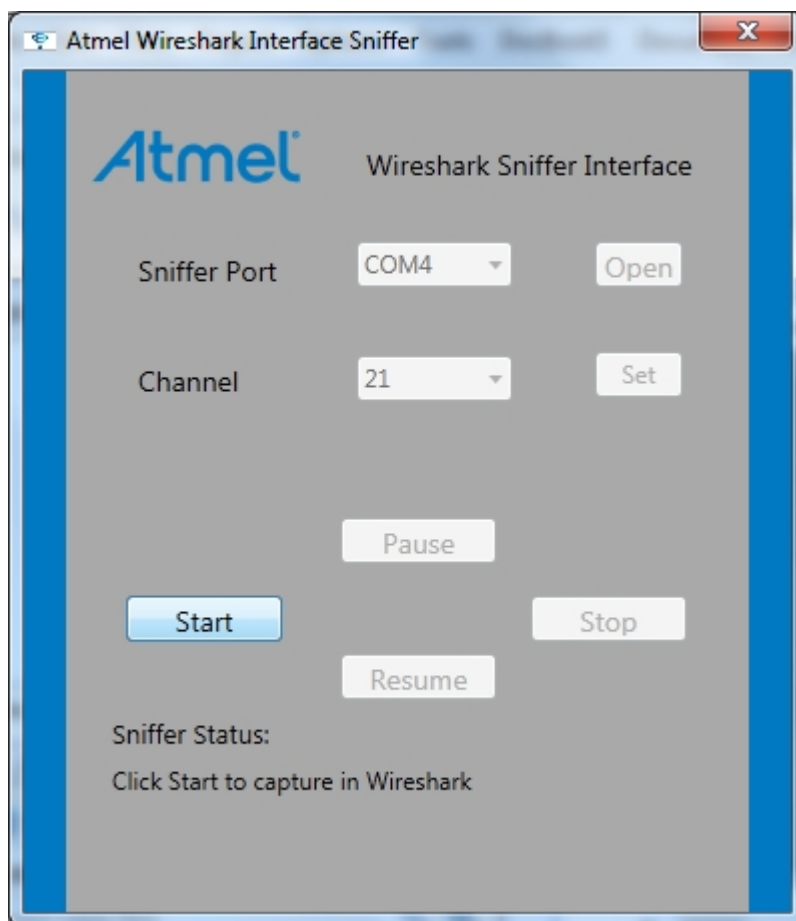 Atmel Wireshark Interface Sniffer
Atmel® Wireshark Sniffer Interface
Sniffer Port COM4 Open
Channel 21 Set
Pause
Start Stop
Resume
Sniffer Status:
Click Start to capture in Wireshark